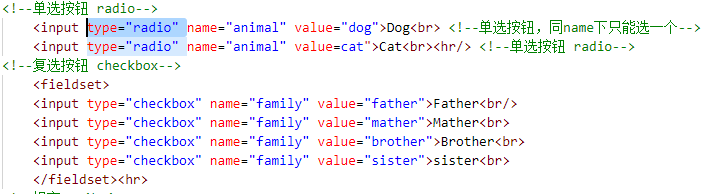 <!--单选按钮 radio-->
<input type="radio" name="animal" value="dog">Dog<br> <!--单选按钮，同name下只能选一个-->
<input type="radio" name="animal" value=cat">Cat<br><hr/> <!--单选按钮 radio-->
<!--复选按钮 checkbox-->
<fieldset>
<input type="checkbox" name="family" value="father">Father<br/>
<input type="checkbox" name="family" value="mather">Mather<br>
<input type="checkbox" name="family" value="brother">Brother<br>
<input type="checkbox" name="family" value="sister">sister<br>
</fieldset><hr>